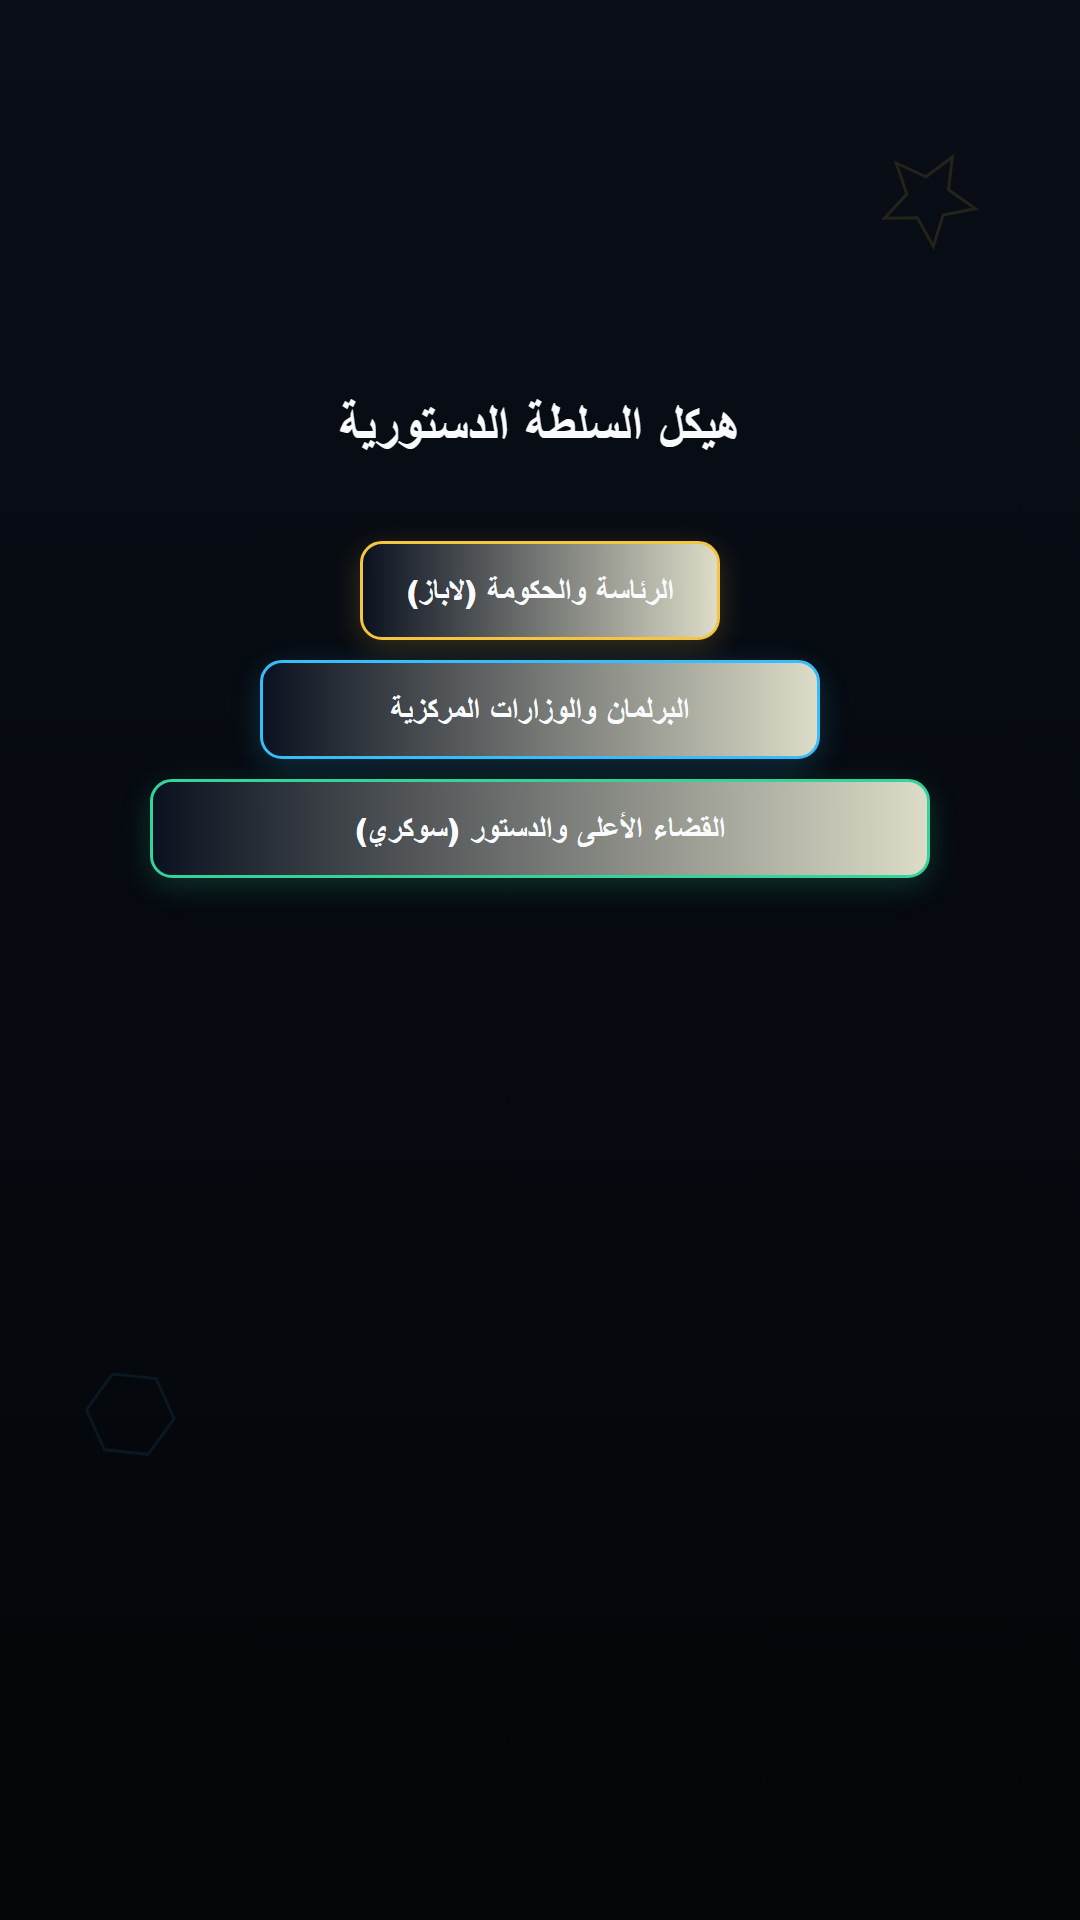 هيكل السلطة الدستورية
الرئاسة والحكومة (لاباز)
البرلمان والوزارات المركزية
القضاء الأعلى والدستور (سوكري)